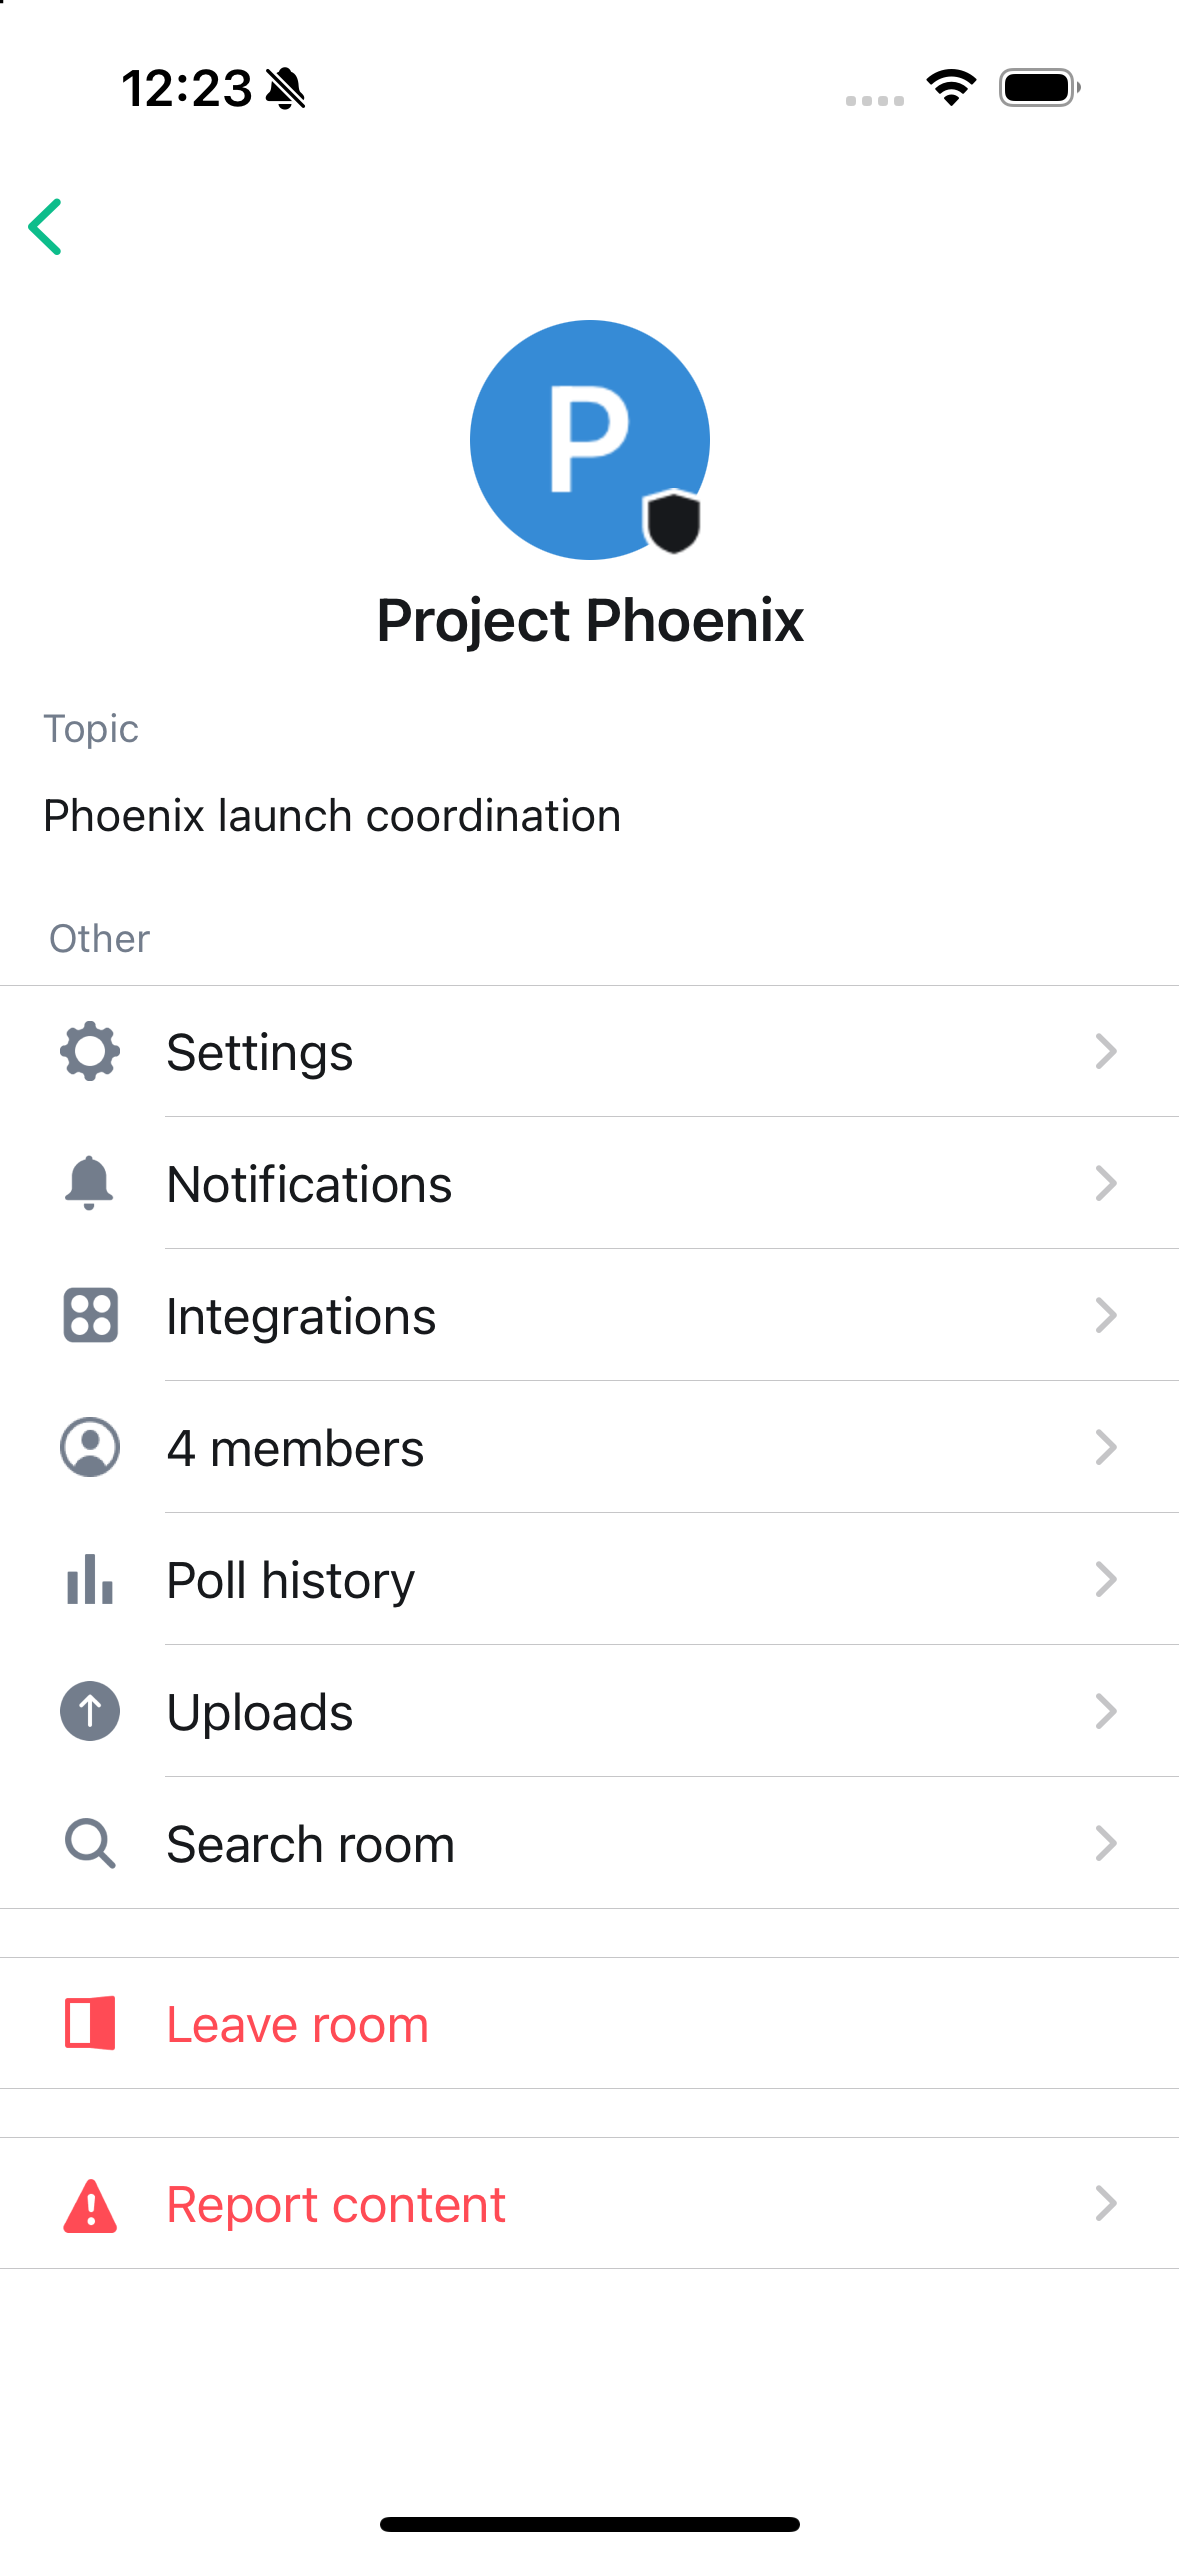 12:23
P
Project Phoenix
Topic
Phoenix launch coordination
Other
Settings
Notifications
Integrations
4 members
Poll history
Uploads
Search room
Leave room
Report content